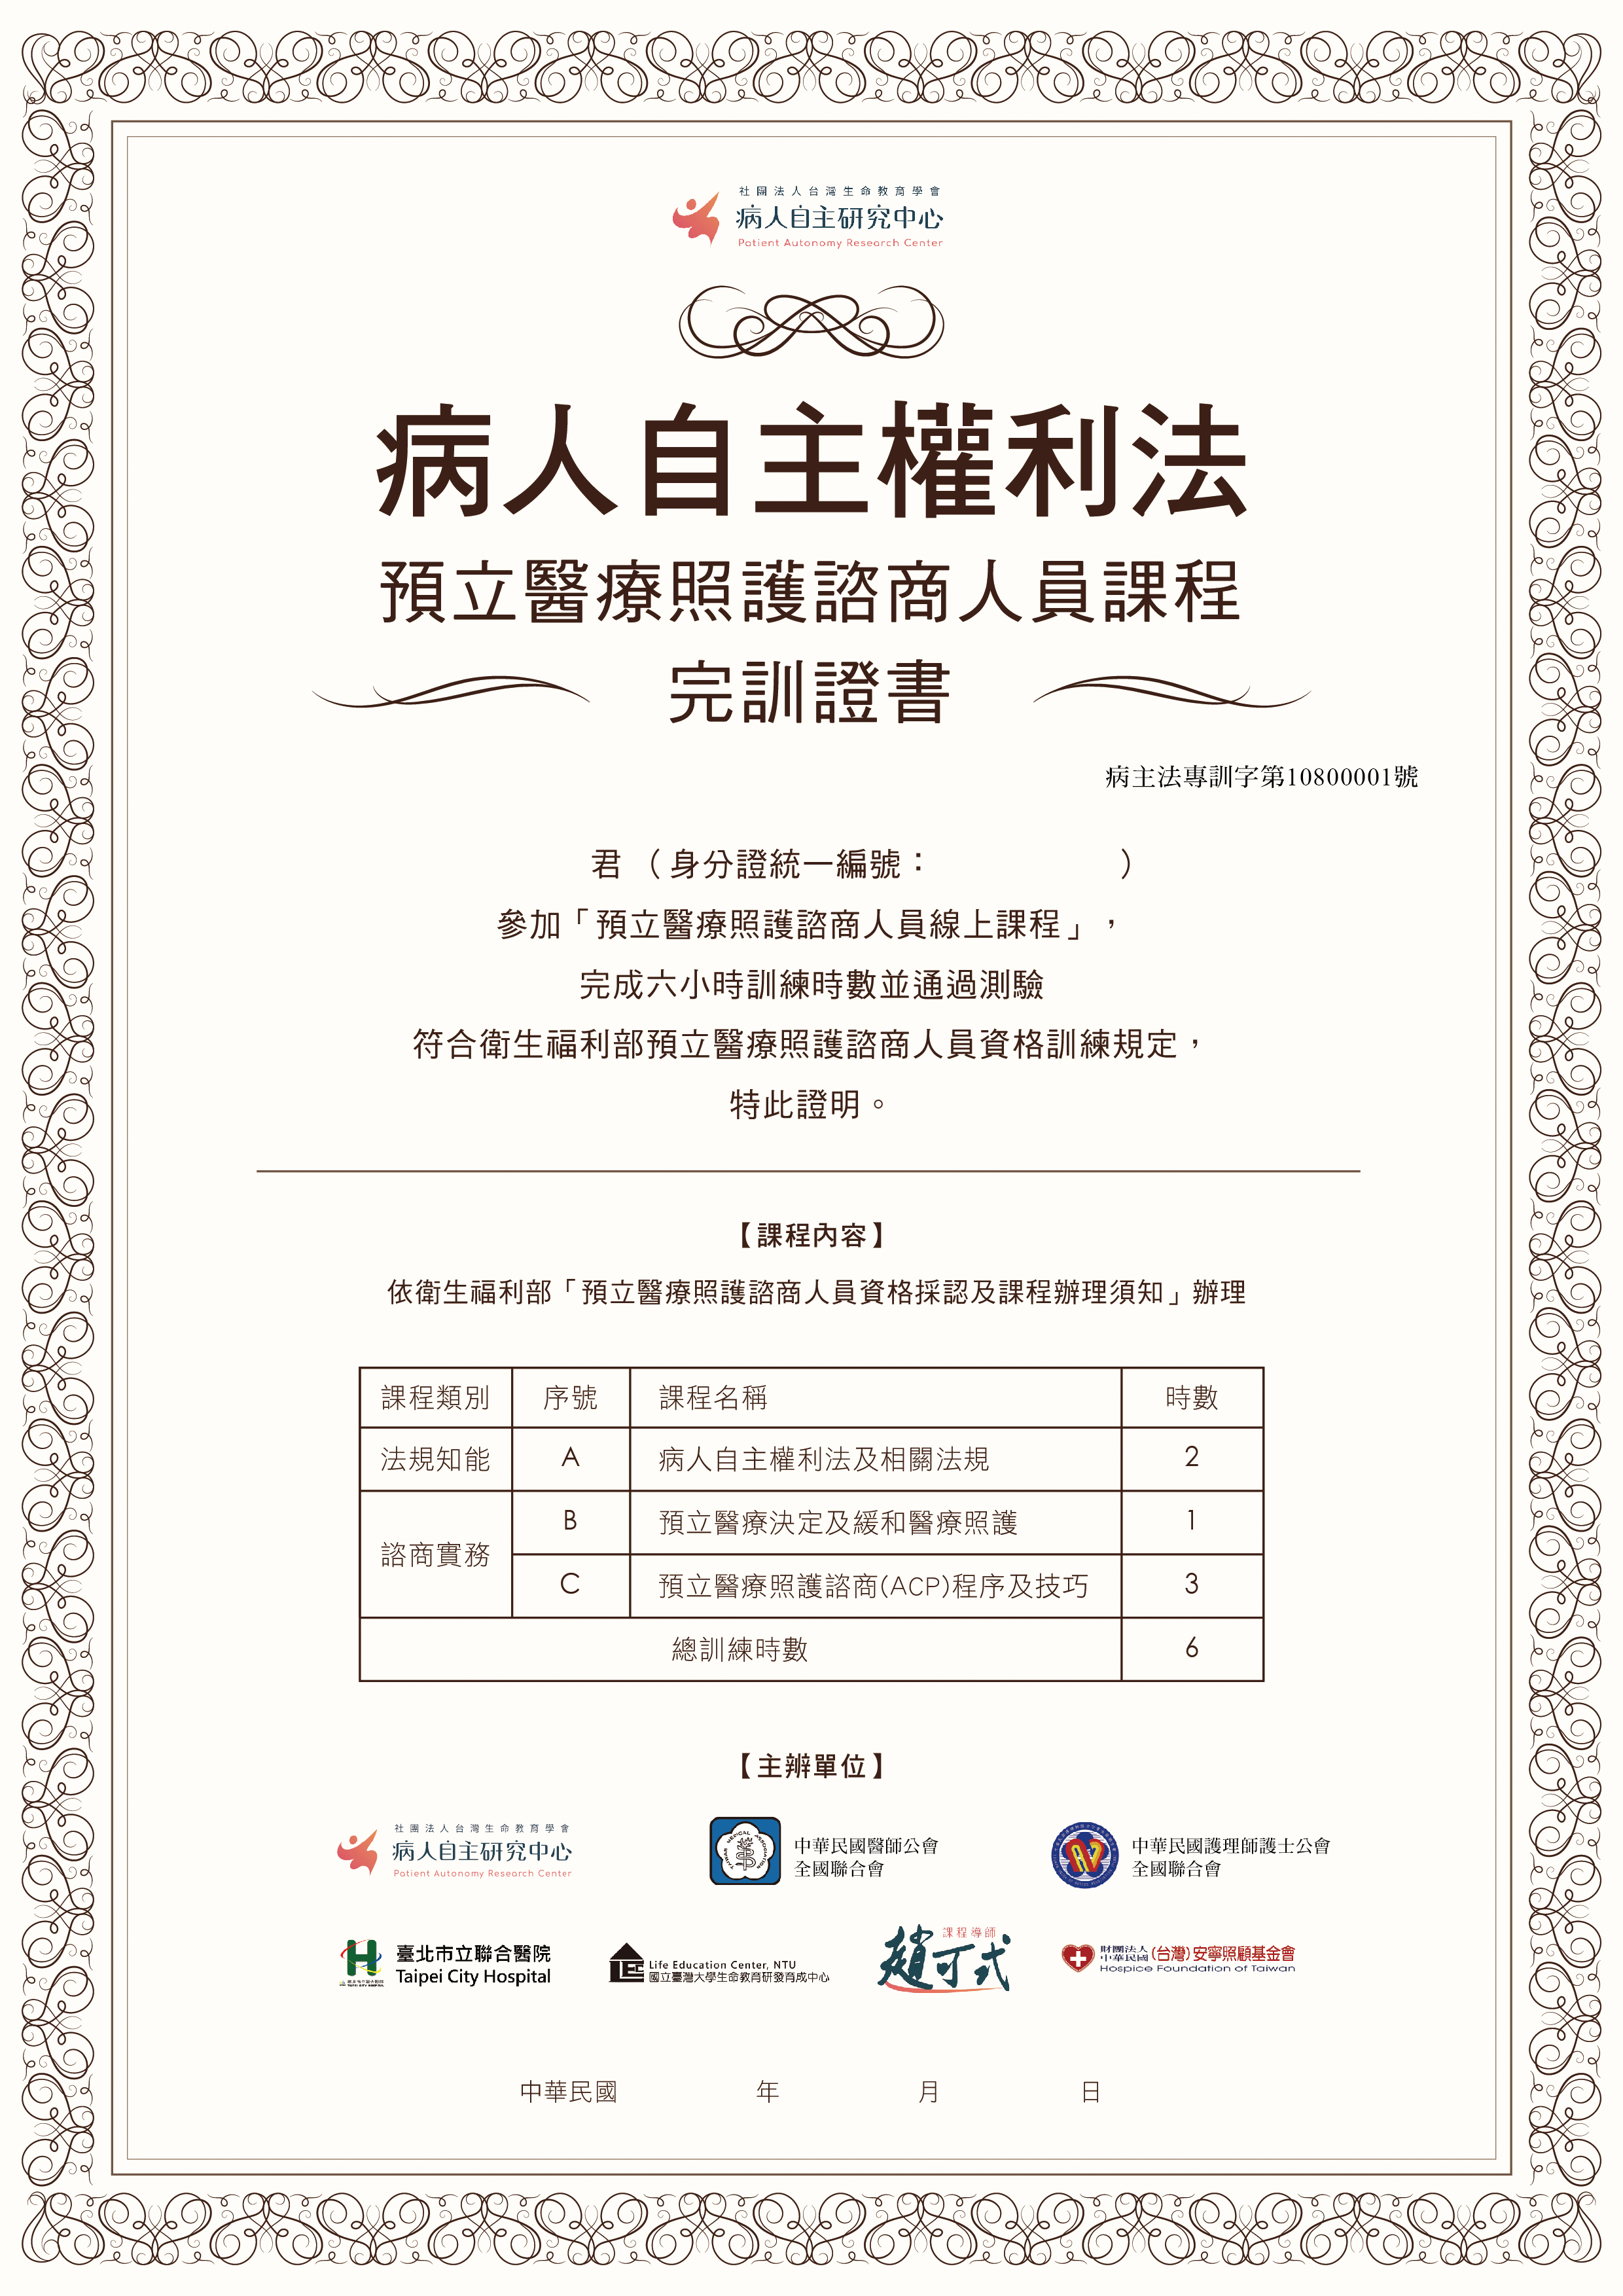 社團法人台灣生命教育學會
病人自主研究中心
Patient Autonomy Research Center
病人自主權利法
預立醫療照護諮商人員課程
完訓證書
病主法專訓字第10800001號
君 （身分證統一編號： ）
參加「預立醫療照護諮商人員線上課程」，
完成六小時訓練時數並通過測驗
符合衛生福利部預立醫療照護諮商人員資格訓練規定，
特此證明。
【課程內容】
依衛生福利部「預立醫療照護諮商人員資格採認及課程辦理須知」辦理
課程類別 序號 課程名稱 時數
法規知能 A 病人自主權利法及相關法規 2
諮商實務 B 預立醫療決定及緩和醫療照護 1
C 預立醫療照護諮商(ACP)程序及技巧 3
總訓練時數 6
【主辨單位】
社團法人台灣生命教育學會
病人自主研究中心
Patient Autonomy Research Center
TAIWAN MEDICAL ASSOCIATION
中華民國醫師公會
全國聯合會
中華民國護理師護士公會
全國聯合會
臺北市立聯合醫院
Taipei City Hospital
Life Education Center, NTU
國立臺灣大學生命教育研發育成中心
課程導師
趙可式
財團法人
中華民國
(台灣)安寧照顧基金會
Hospice Foundation of Taiwan
中華民國 年 月 日